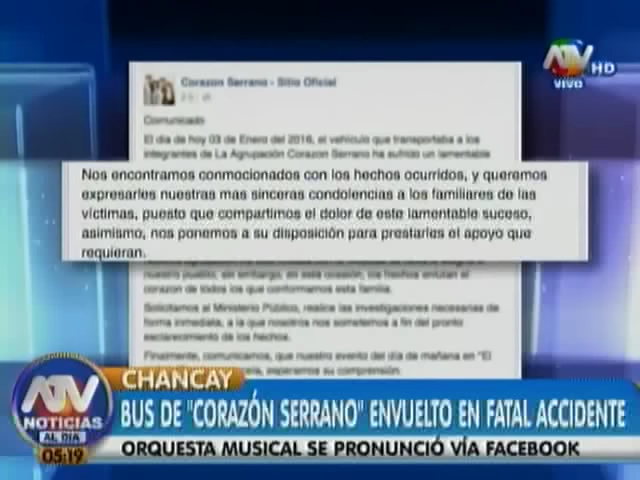 ATV HD
VIVO
Corazon Serrano - Sitio Oficial
Comunicado
El dia de hoy 03 de Enero del 2016, el vehículo que transportaba a los
integrantes de La Agrupación Corazon Serrano ha sufrido un lamentable
Nos encontramos conmocionados con los hechos ocurridos, y queremos
expresarles nuestras mas sinceras condolencias a los familiares de las
víctimas, puesto que compartimos el dolor de este lamentable suceso,
asimismo, nos ponemos a su disposición para prestarles el apoyo que
requieran.
nuestro pueblo, sin embargo, en esta ocasión, los hechos enlutan el
corazon de todos los que conformamos esta familia.
Solicitamos al Ministerio Público, realice las investigaciones necesarias de
forma inmediata, a la que nosotros nos sometemos a fin del pronto
esclarecimiento de los hechos.
Finalmente, comunicamos, que nuestro evento del día de mañana en "El
esperamos su comprensión.
CHANCAY
ATV
NOTICIAS
AL DIA
05:19
BUS DE "CORAZÓN SERRANO" ENVUELTO EN FATAL ACCIDENTE
ORQUESTA MUSICAL SE PRONUNCIÓ VÍA FACEBOOK